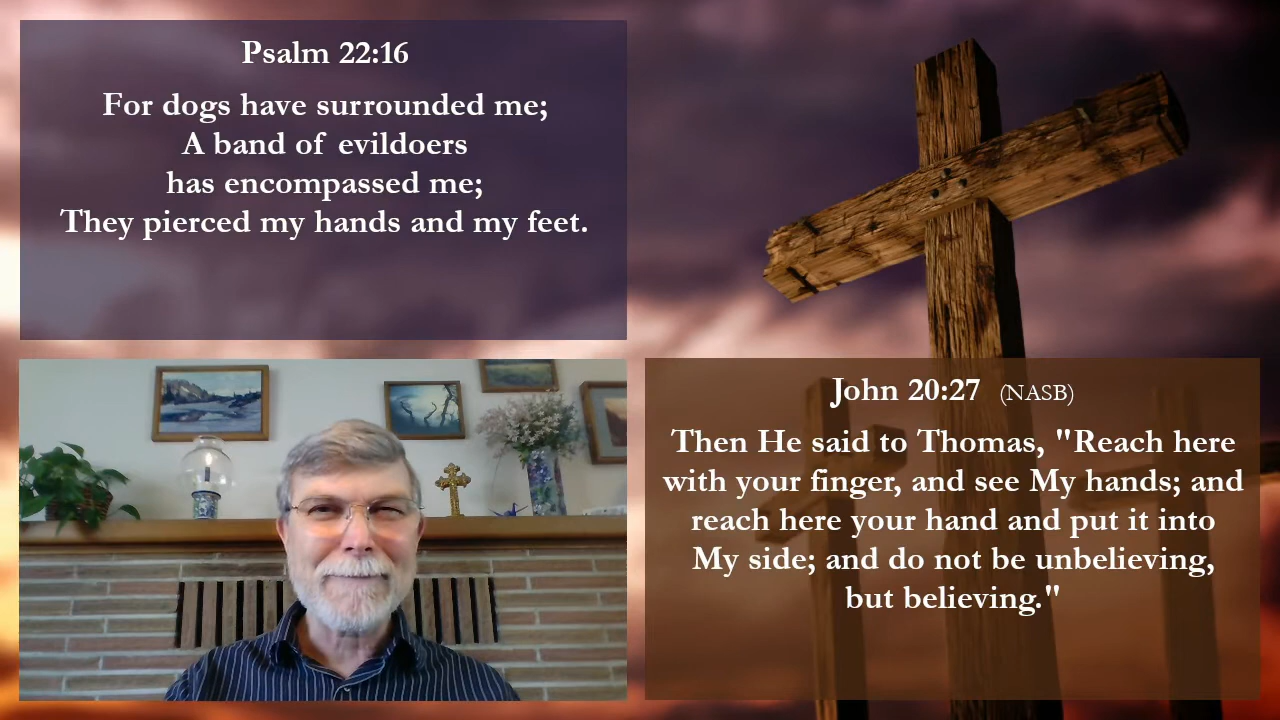 Psalm 22:16
For dogs have surrounded me;
A band of evildoers
has encompassed me;
They pierced my hands and my feet.
John 20:27 (NASB)
Then He said to Thomas, "Reach here
with your finger, and see My hands; and
reach here your hand and put it into
My side; and do not be unbelieving,
but believing."